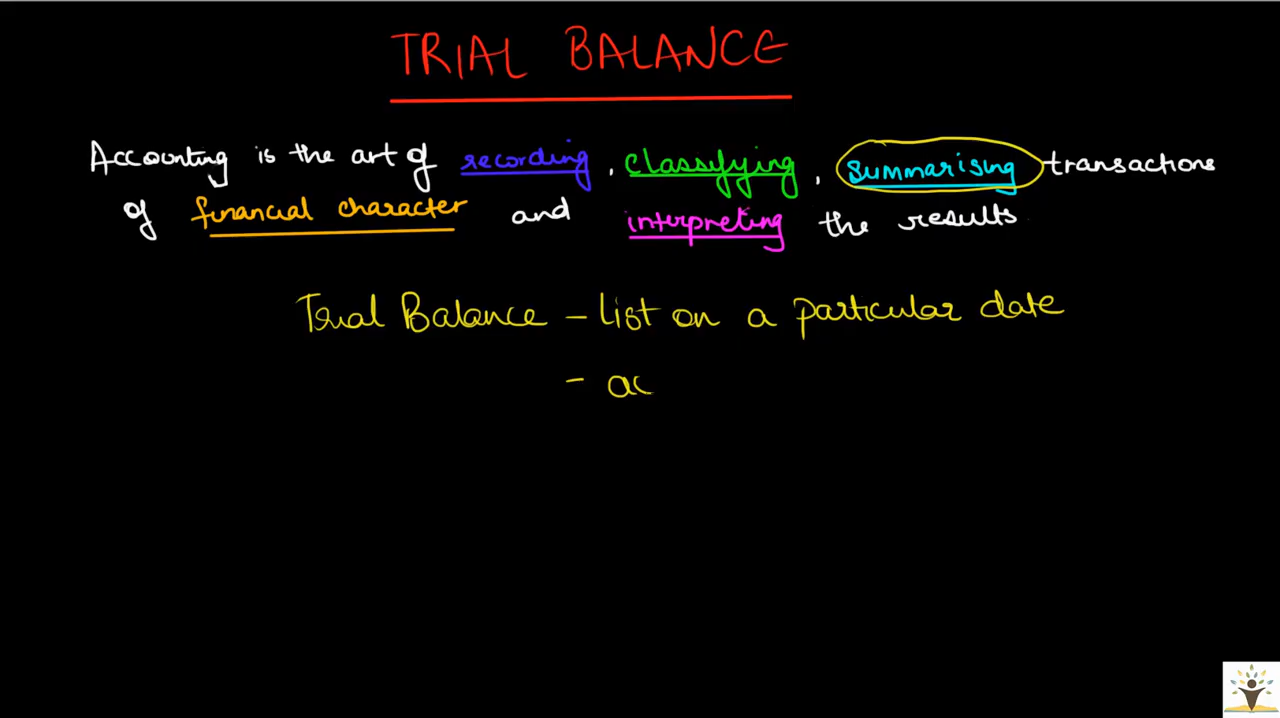 TRIAL BALANCE
Accounting is the art of recording, classifying, summarising transactions
of financial character and interpreting the results
Trial Balance - list on a particular date
- ac